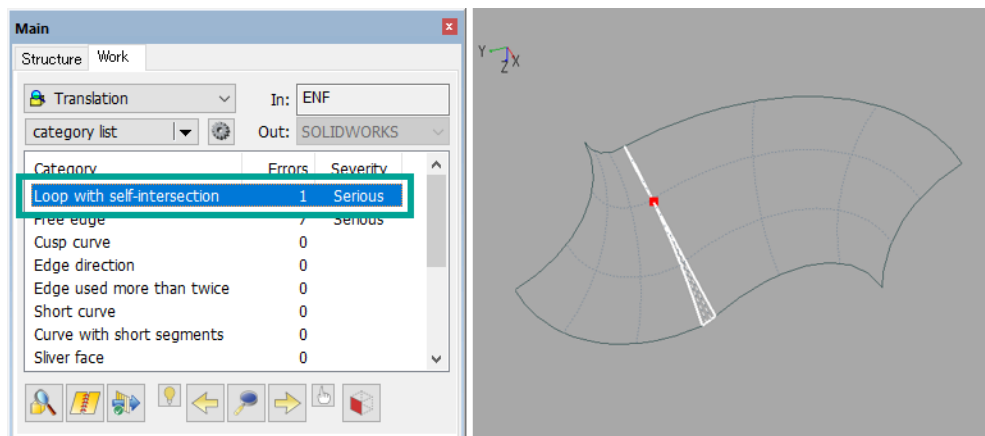 Main
Structure Work
Translation In: ENF
category list Out: SOLIDWORKS
Category Errors Severity
Loop with self-intersection 1 Serious
Free edge 7 Serious
Cusp curve 0
Edge direction 0
Edge used more than twice 0
Short curve 0
Curve with short segments 0
Sliver face 0
Y
Z X